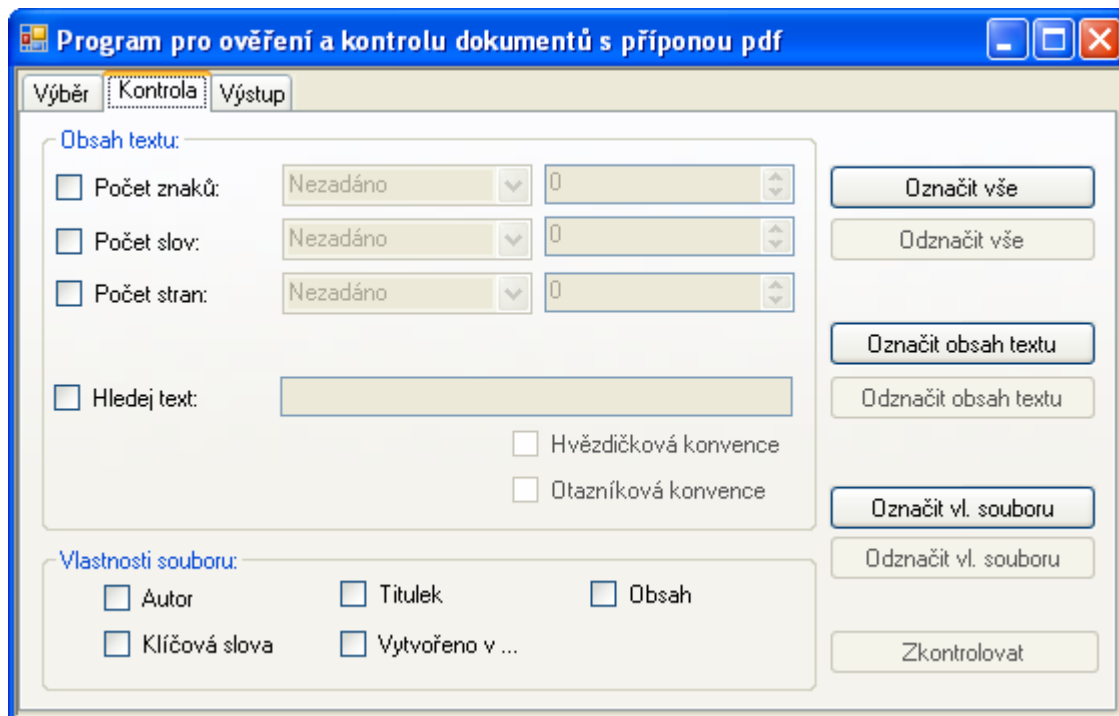 Program pro ověření a kontrolu dokumentů s příponou pdf
Výběr Kontrola Výstup
Obsah textu:
Počet znaků: Nezadáno 0
Počet slov: Nezadáno 0
Počet stran: Nezadáno 0
Hledej text:
Hvězdičková konvence
Otazníková konvence
Vlastnosti souboru:
Autor Titulek Obsah
Klíčová slova Vytvořeno v ...
Označit vše
Odznačit vše
Označit obsah textu
Odznačit obsah textu
Označit vl. souboru
Odznačit vl. souboru
Zkontrolovat